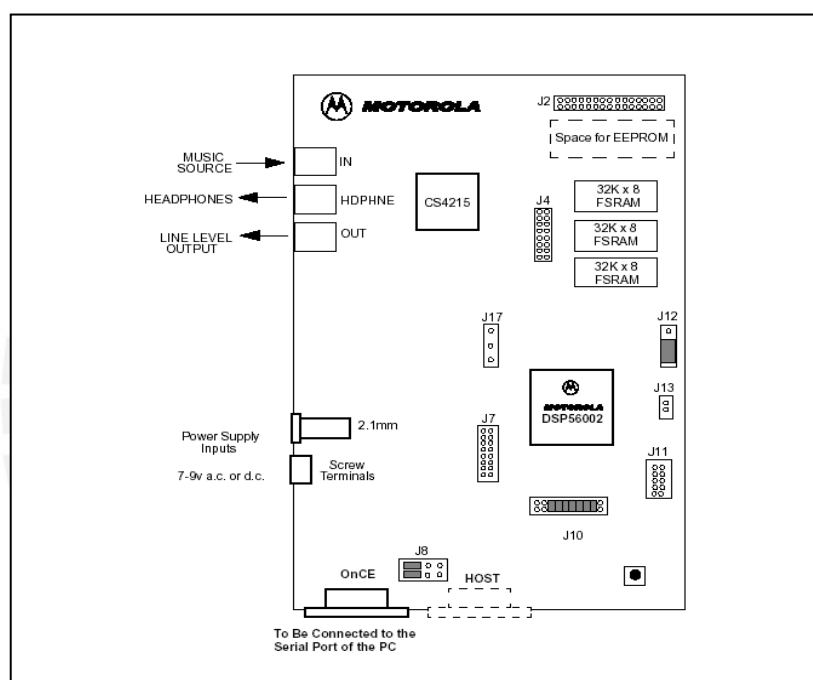 MOTOROLA
J2
Space for EEPROM
MUSIC
SOURCE
IN
HEADPHONES
HDPHNE
LINE LEVEL
OUTPUT
OUT
CS4215
J4
32K x 8
FSRAM
32K x 8
FSRAM
32K x 8
FSRAM
J17
J12
MOTOROLA
DSP56002
J13
2.1mm
Power Supply
Inputs
7-9v a.c. or d.c.
Screw
Terminals
J7
J11
J10
J8
OnCE
HOST
To Be Connected to the
Serial Port of the PC